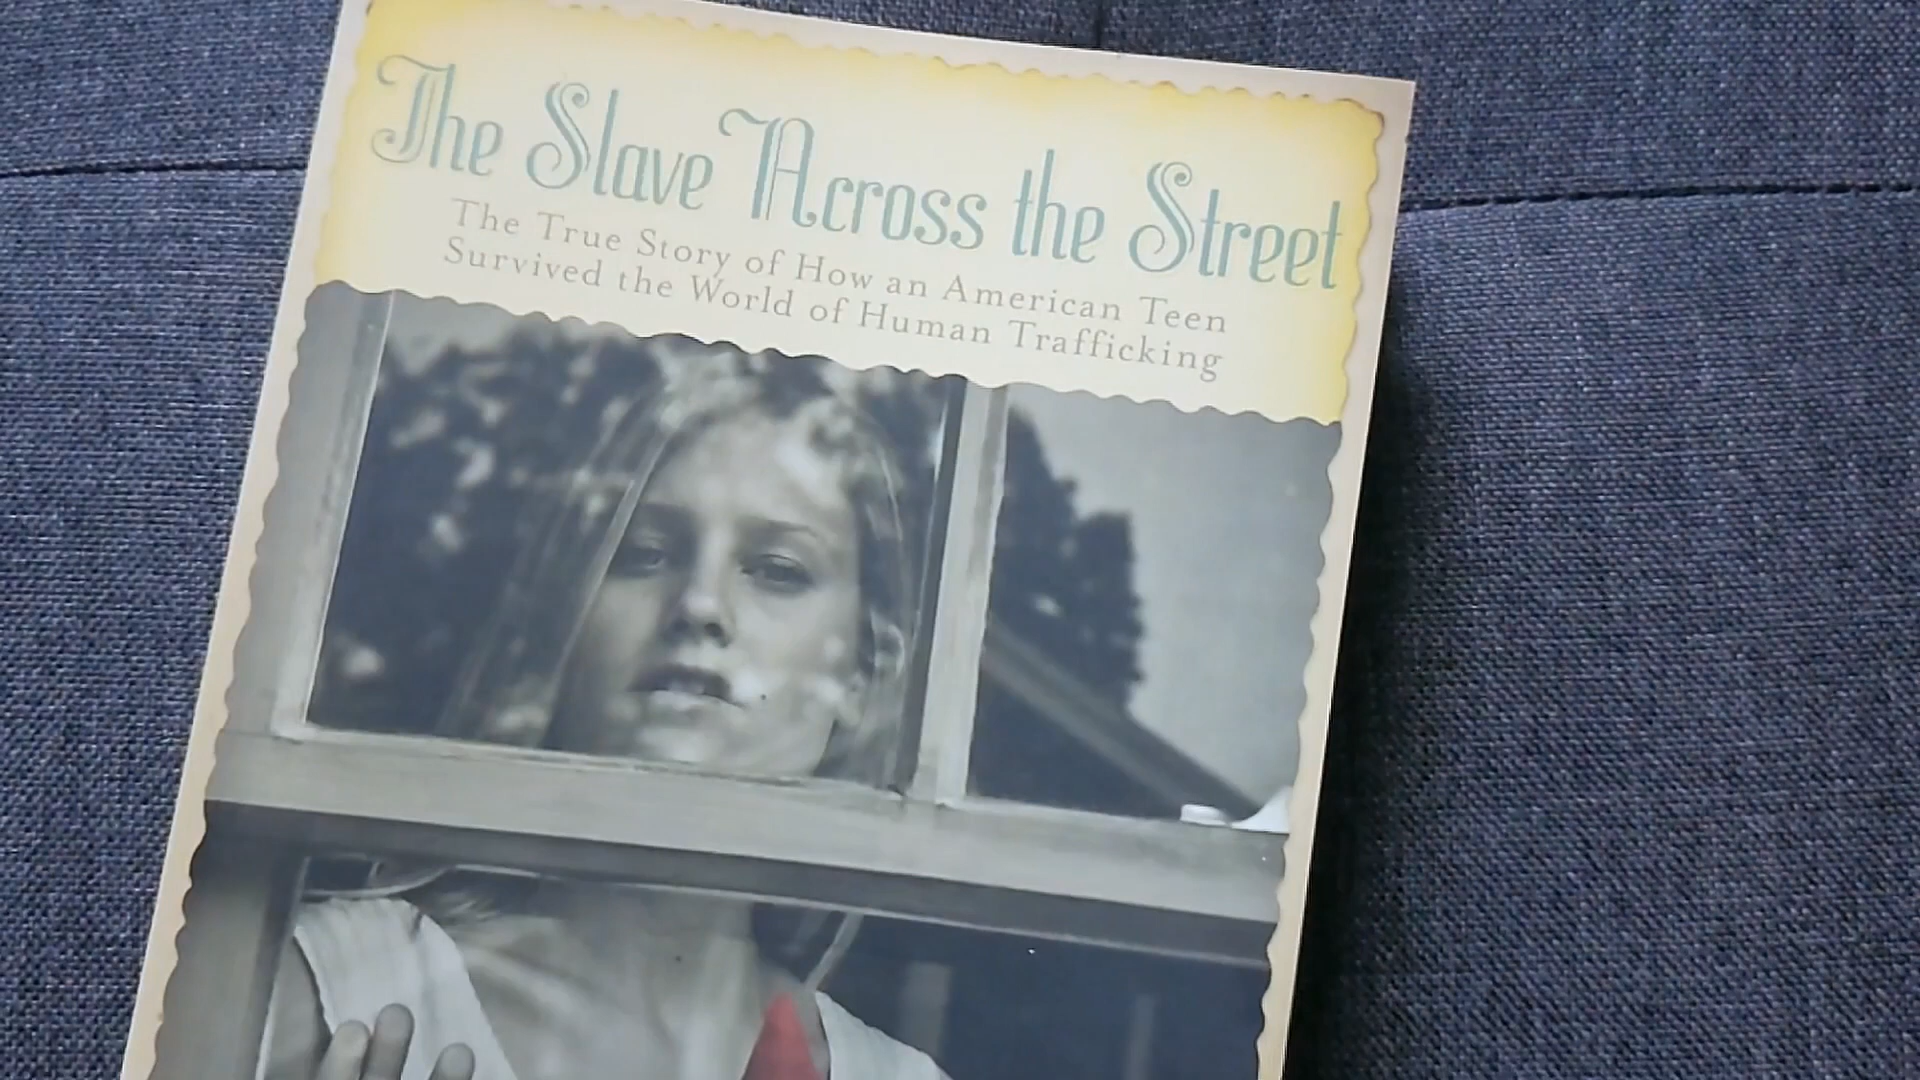 The Slave Across the Street
The True Story of How an American Teen
Survived the World of Human Trafficking